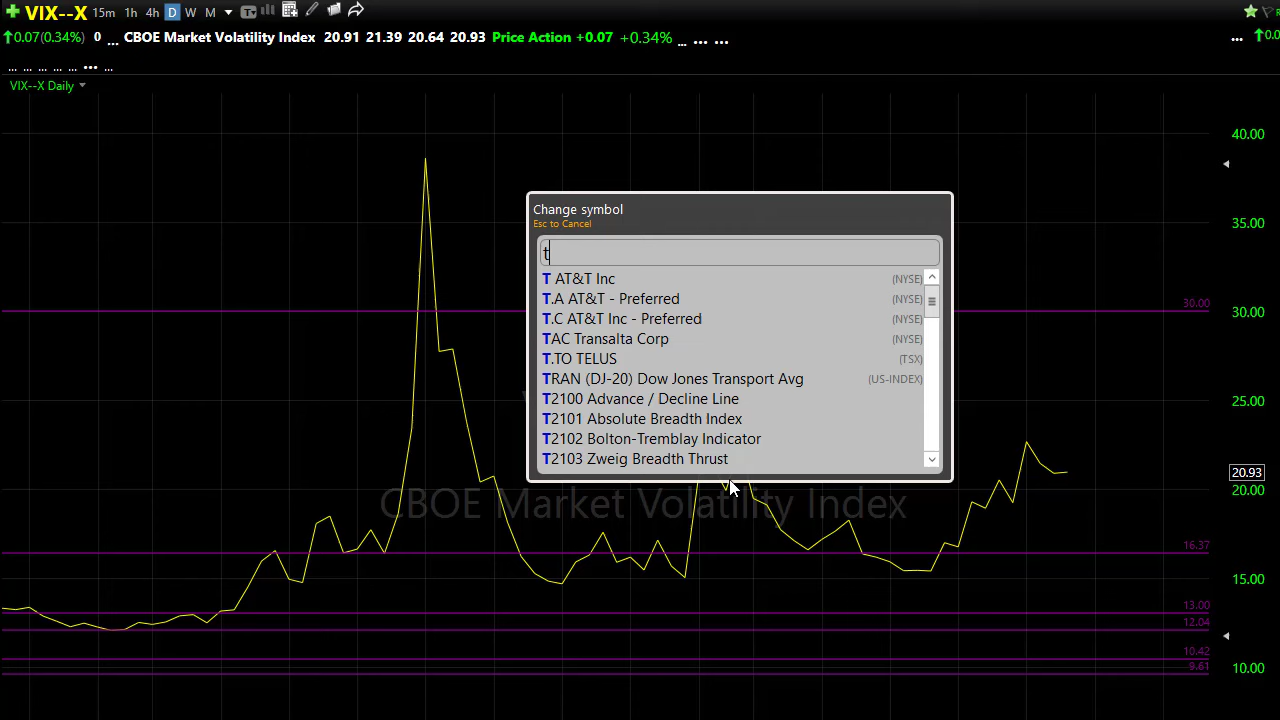 VIX--X 15m 1h 4h D W M
0.07(0.34%) 0 ... CBOE Market Volatility Index 20.91 21.39 20.64 20.93 Price Action +0.07 +0.34% ... ... ... ... 0.0
... ... ... ... ... ... ...
VIX--X Daily
40.00
Change symbol
Esc to Cancel
35.00
t
T AT&T Inc (NYSE)
T.A AT&T - Preferred (NYSE)
30.00
30.00
T.C AT&T Inc - Preferred (NYSE)
TAC Transalta Corp (NYSE)
T.TO TELUS (TSX)
TRAN (DJ-20) Dow Jones Transport Avg (US-INDEX)
T2100 Advance / Decline Line
25.00
T2101 Absolute Breadth Index
T2102 Bolton-Tremblay Indicator
T2103 Zweig Breadth Thrust
20.93
20.00
CBOE Market Volatility Index
16.37
15.00
13.00
12.04
10.42
9.61
10.00